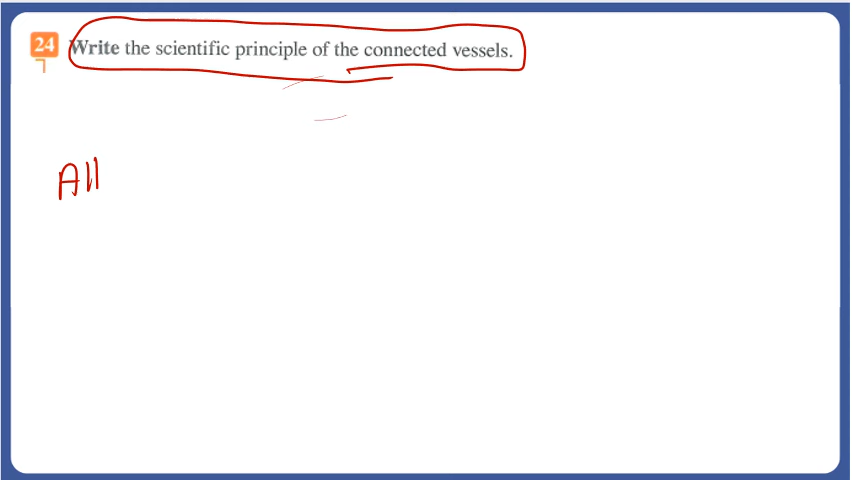 24 Write the scientific principle of the connected vessels.
All